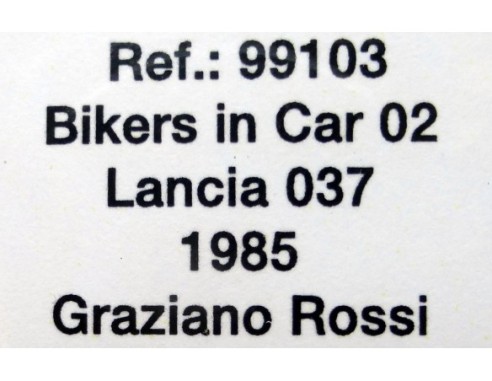 Ref.: 99103
Bikers in Car 02
Lancia 037
1985
Graziano Rossi